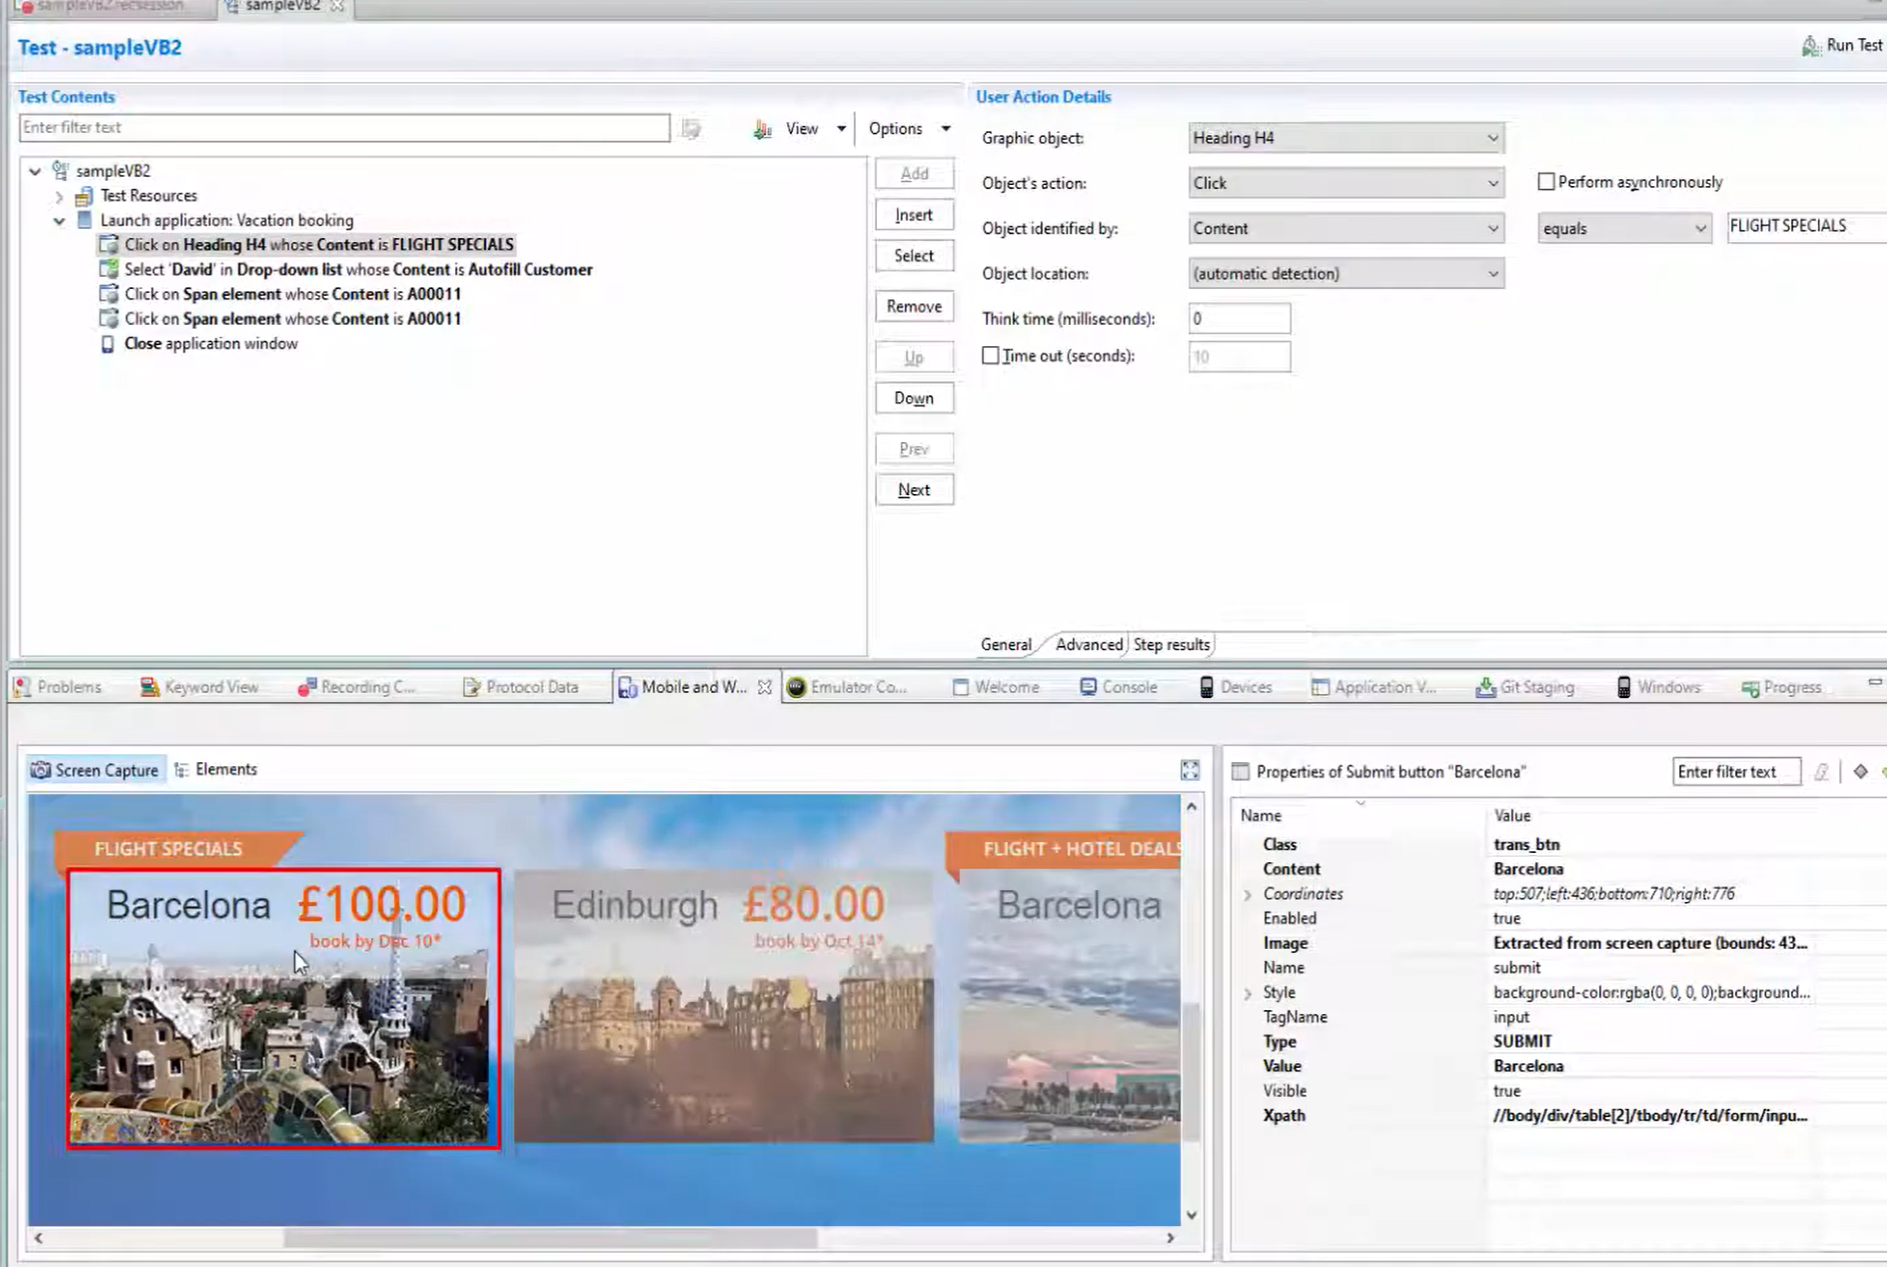 sampleVB2recsession
sampleVB2
Test - sampleVB2
Run Test
Test Contents
Enter filter text
View
Options
sampleVB2
Test Resources
Launch application: Vacation booking
Click on Heading H4 whose Content is FLIGHT SPECIALS
Select 'David' in Drop-down list whose Content is Autofill Customer
Click on Span element whose Content is A00011
Click on Span element whose Content is A00011
Close application window
Add
Insert
Select
Remove
Up
Down
Prev
Next
User Action Details
Graphic object:
Heading H4
Object's action:
Click
Perform asynchronously
Object identified by:
Content
equals
FLIGHT SPECIALS
Object location:
(automatic detection)
Think time (milliseconds):
0
Time out (seconds):
10
General
Advanced
Step results
Problems
Keyword View
Recording C...
Protocol Data
Mobile and W...
Emulator Co...
Welcome
Console
Devices
Application V...
Git Staging
Windows
Progress
Screen Capture
Elements
FLIGHT SPECIALS
Barcelona £100.00
book by Dec 10*
Edinburgh £80.00
book by Oct 14*
FLIGHT + HOTEL DEALS
Barcelona
Properties of Submit button "Barcelona"
Enter filter text
Name Value
Class trans_btn
Content Barcelona
Coordinates top:507;left:436;bottom:710;right:776
Enabled true
Image Extracted from screen capture (bounds: 43...
Name submit
Style background-color:rgba(0, 0, 0, 0);background...
TagName input
Type SUBMIT
Value Barcelona
Visible true
Xpath //body/div/table[2]/tbody/tr/td/form/inpu...